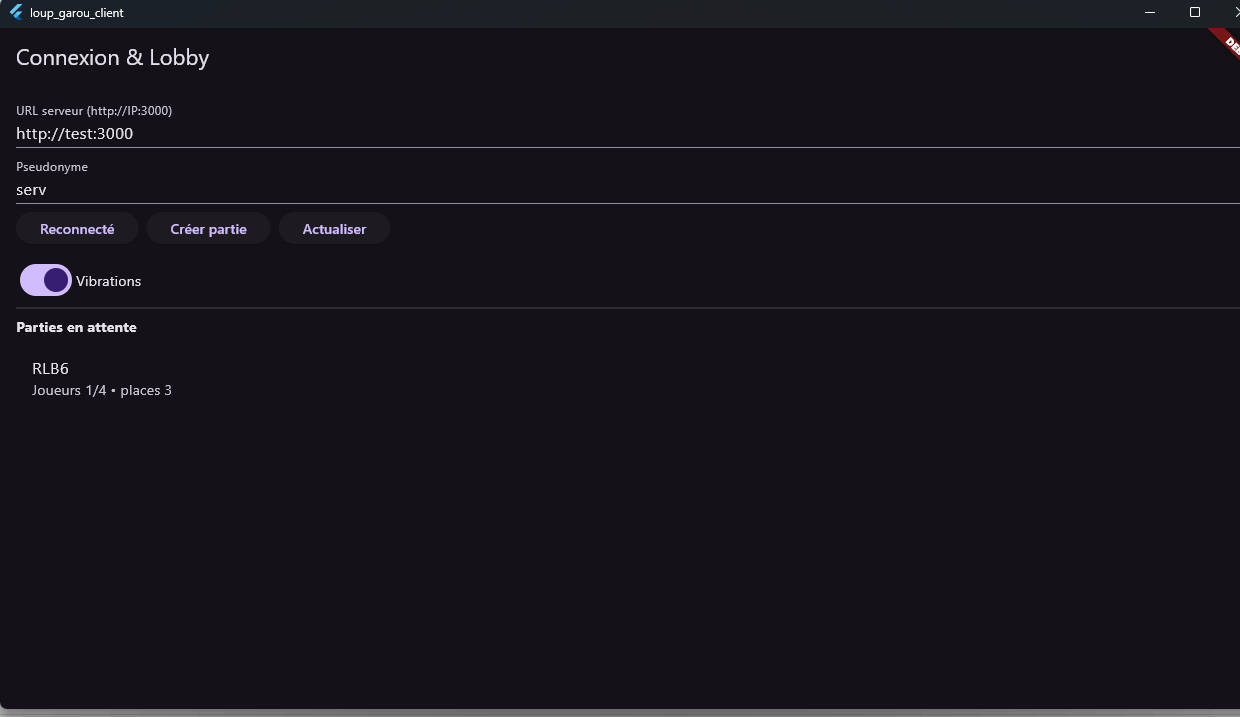 loup_garou_client
Connexion & Lobby
URL serveur (http://IP:3000)
http://test:3000
Pseudonyme
serv
Reconnecté Créer partie Actualiser
Vibrations
Parties en attente
RLB6
Joueurs 1/4 • places 3